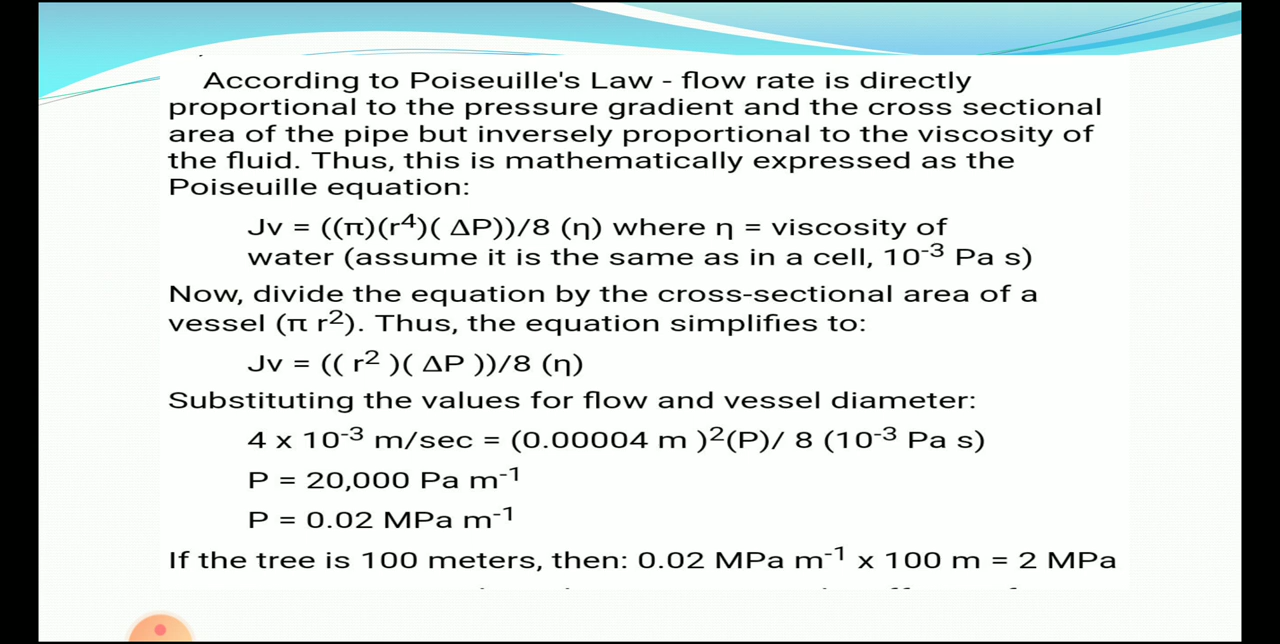 According to Poiseuille's Law - flow rate is directly
proportional to the pressure gradient and the cross sectional
area of the pipe but inversely proportional to the viscosity of
the fluid. Thus, this is mathematically expressed as the
Poiseuille equation:
Jv = ((π)(r⁴)( ΔP))/8 (η) where η = viscosity of
water (assume it is the same as in a cell, 10⁻³ Pa s)
Now, divide the equation by the cross-sectional area of a
vessel (π r²). Thus, the equation simplifies to:
Jv = (( r² )( ΔP ))/8 (η)
Substituting the values for flow and vessel diameter:
4 x 10⁻³ m/sec = (0.00004 m )²(P)/ 8 (10⁻³ Pa s)
P = 20,000 Pa m⁻¹
P = 0.02 MPa m⁻¹
If the tree is 100 meters, then: 0.02 MPa m⁻¹ x 100 m = 2 MPa